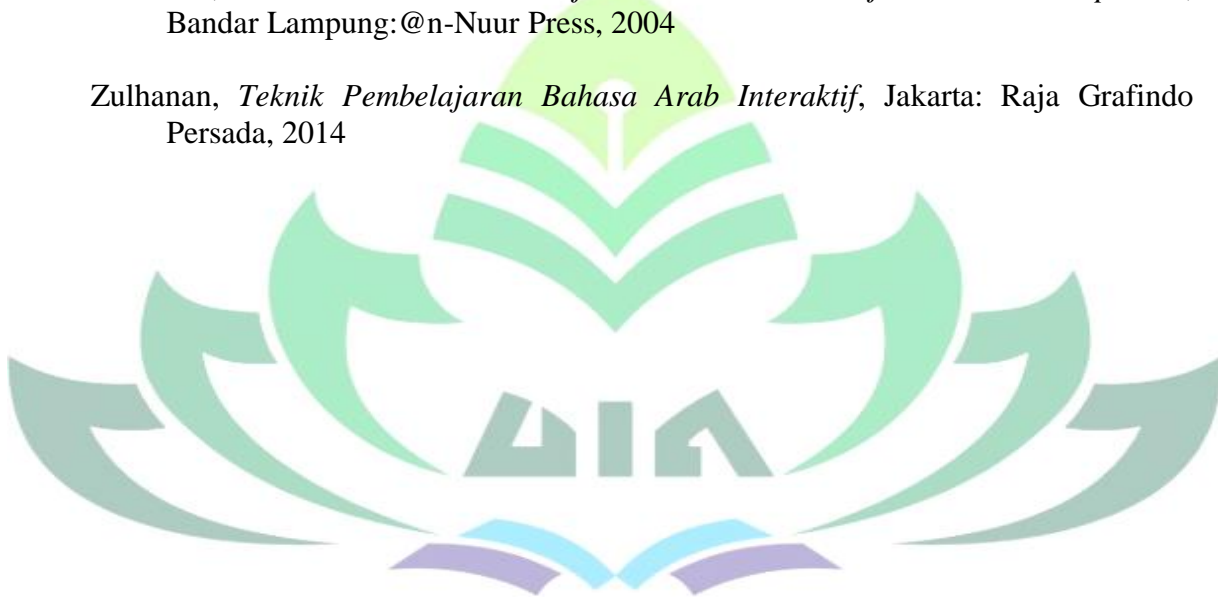 Bandar Lampung:@n-Nuur Press, 2004
Zulhanan, Teknik Pembelajaran Bahasa Arab Interaktif, Jakarta: Raja Grafindo
Persada, 2014
UIN